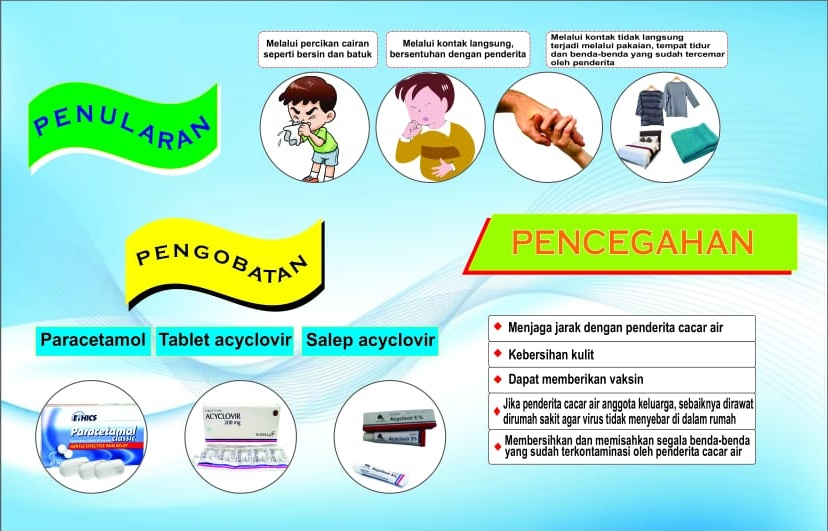 PENULARAN
Melalui percikan cairan
seperti bersin dan batuk
Melalui kontak langsung,
bersentuhan dengan penderita
Melalui kontak tidak langsung
terjadi melalui pakaian, tempat tidur
dan benda-benda yang sudah tercemar
oleh penderita
PENGOBATAN
Paracetamol
Tablet acyclovir
Salep acyclovir
ETHICS
Paracetamol
classic
GENTLE EFFECTIVE PAIN RELIEF
ACYCLOVIR
200 mg
Acyclovir 5%
PENCEGAHAN
Menjaga jarak dengan penderita cacar air
Kebersihan kulit
Dapat memberikan vaksin
Jika penderita cacar air anggota keluarga, sebaiknya dirawat
dirumah sakit agar virus tidak menyebar di dalam rumah
Membersihkan dan memisahkan segala benda-benda
yang sudah terkontaminasi oleh penderita cacar air